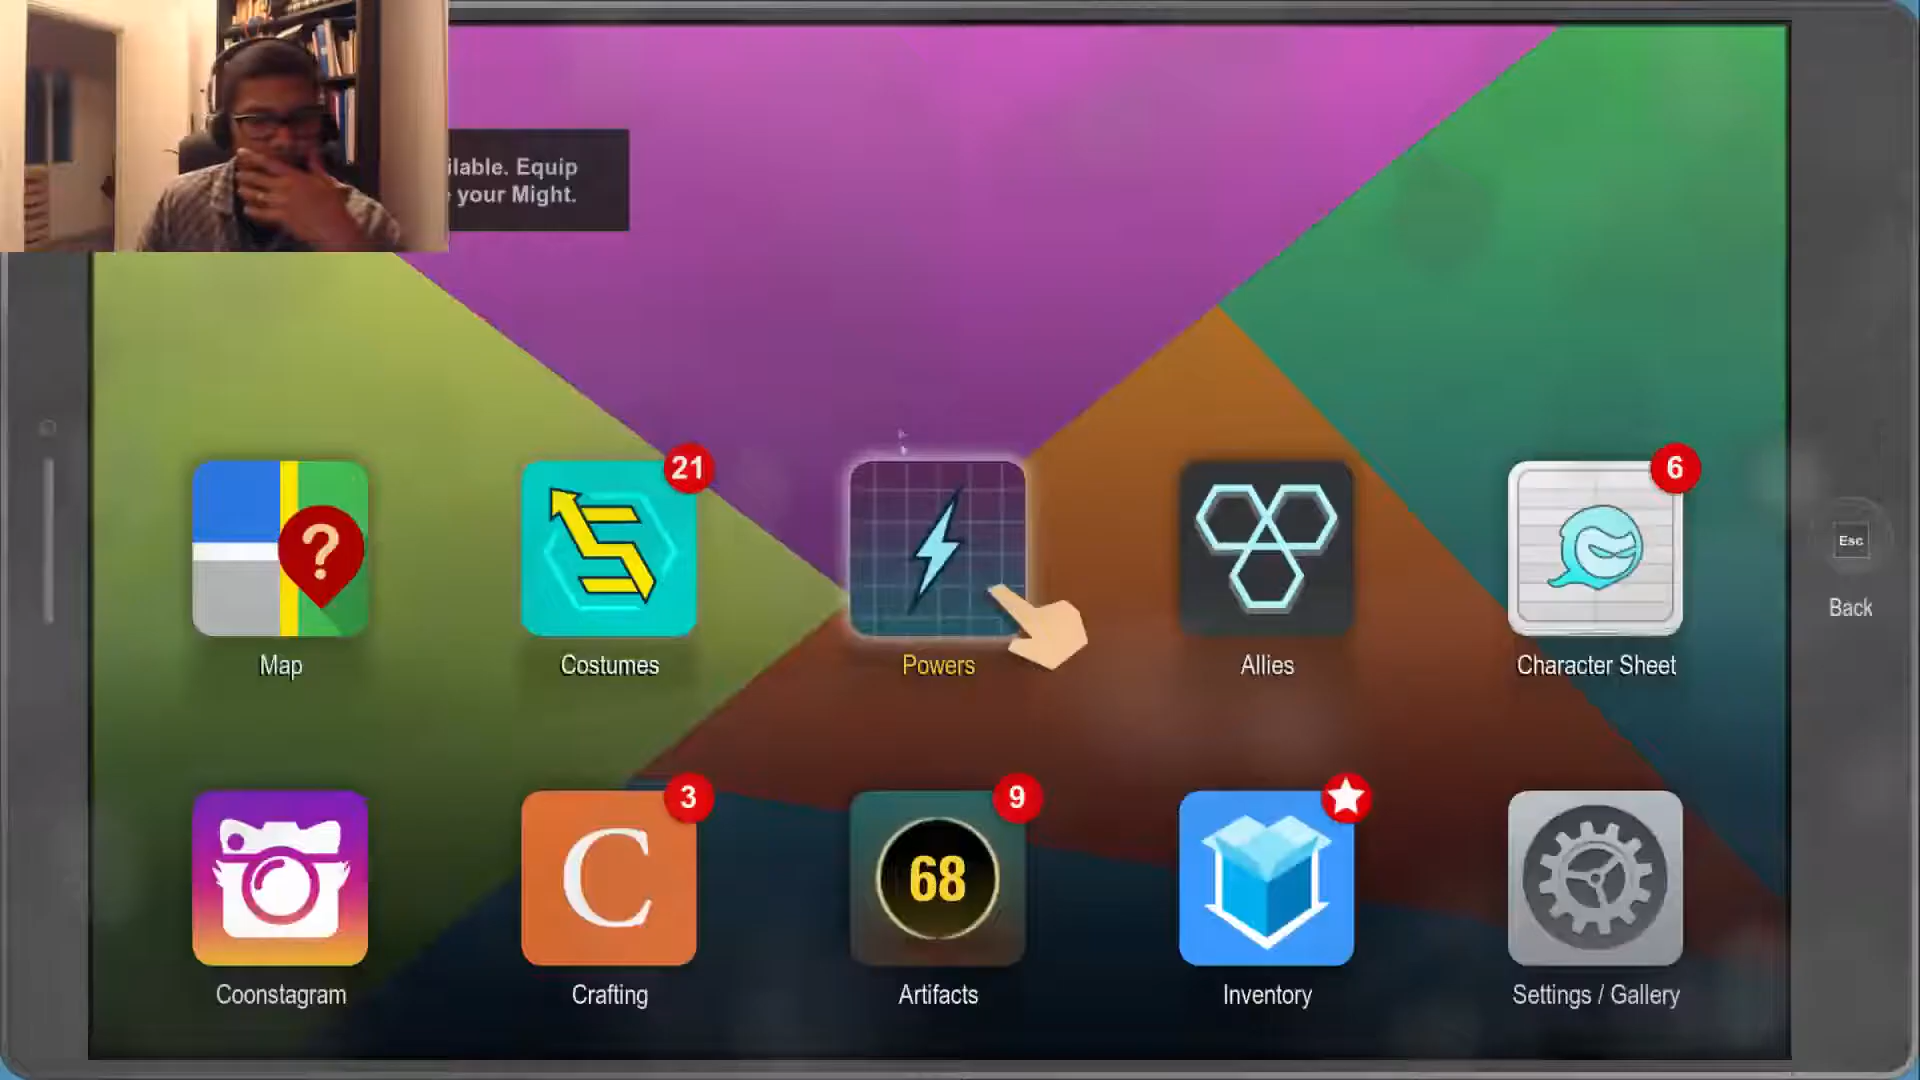 ilable. Equip
your Might.
21
6
?
Esc
Back
Map
Costumes
Powers
Allies
Character Sheet
3
9
C
68
Coonstagram
Crafting
Artifacts
Inventory
Settings / Gallery